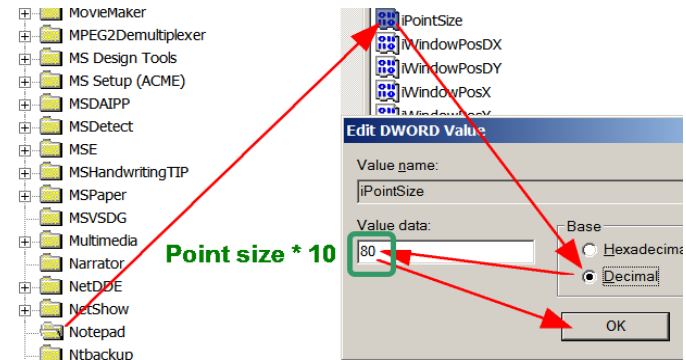 MovieMaker
MPEG2Demultiplexer
MS Design Tools
MS Setup (ACME)
MSDAIPP
MSDetect
MSE
MSHandwritingTIP
MSPaper
MSVSDG
Multimedia
Narrator
NetDDE
NetShow
Notepad
Ntbackup
Point size * 10
iPointSize
iWindowPosDX
iWindowPosDY
iWindowPosX
iWindowPosY
Edit DWORD Value
Value name:
iPointSize
Value data:
80
Base
Hexadecima
Decimal
OK